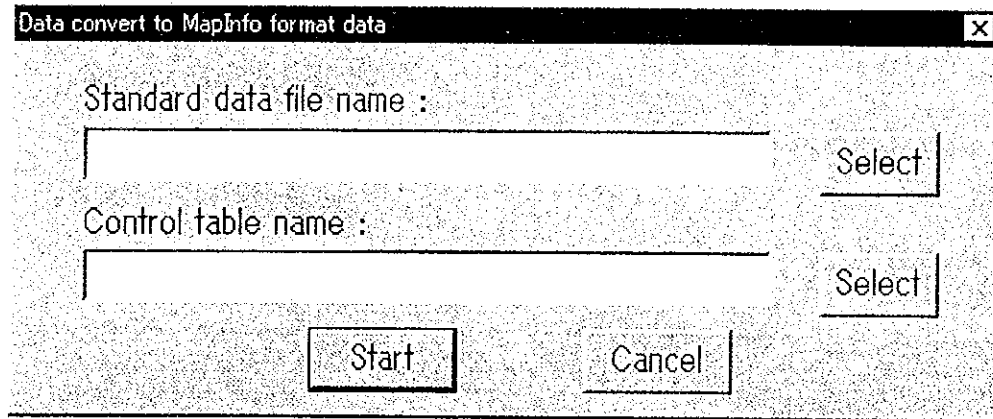 Data convert to MapInfo format data
Standard data file name :
Select
Control table name :
Select
Start
Cancel